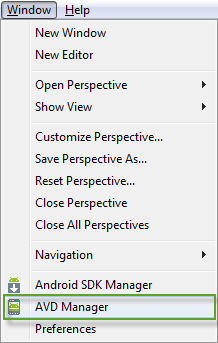 Window Help
New Window
New Editor
Open Perspective
Show View
Customize Perspective...
Save Perspective As...
Reset Perspective...
Close Perspective
Close All Perspectives
Navigation
Android SDK Manager
AVD Manager
Preferences